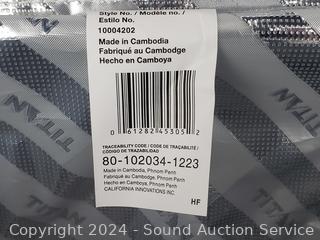 Style No. / Modèle no. /
Estilo No.
10004202
Made in Cambodia
Fabriqué au Cambodge
Hecho en Camboya
0 61282 45305 2
TRACEABILITY CODE / CODE DE TRAÇABILITÉ /
CÓDIGO DE TRAZABILIDAD
80-102034-1223
Made in Cambodia, Phnom Penh
Fabriqué au Cambodge, Phnom Penh
Hecho en Camboya, Phnom Penh
CALIFORNIA INNOVATIONS INC.
HF
TITAN
TITAN
TITAN
Copyright 2024 - Sound Auction Service